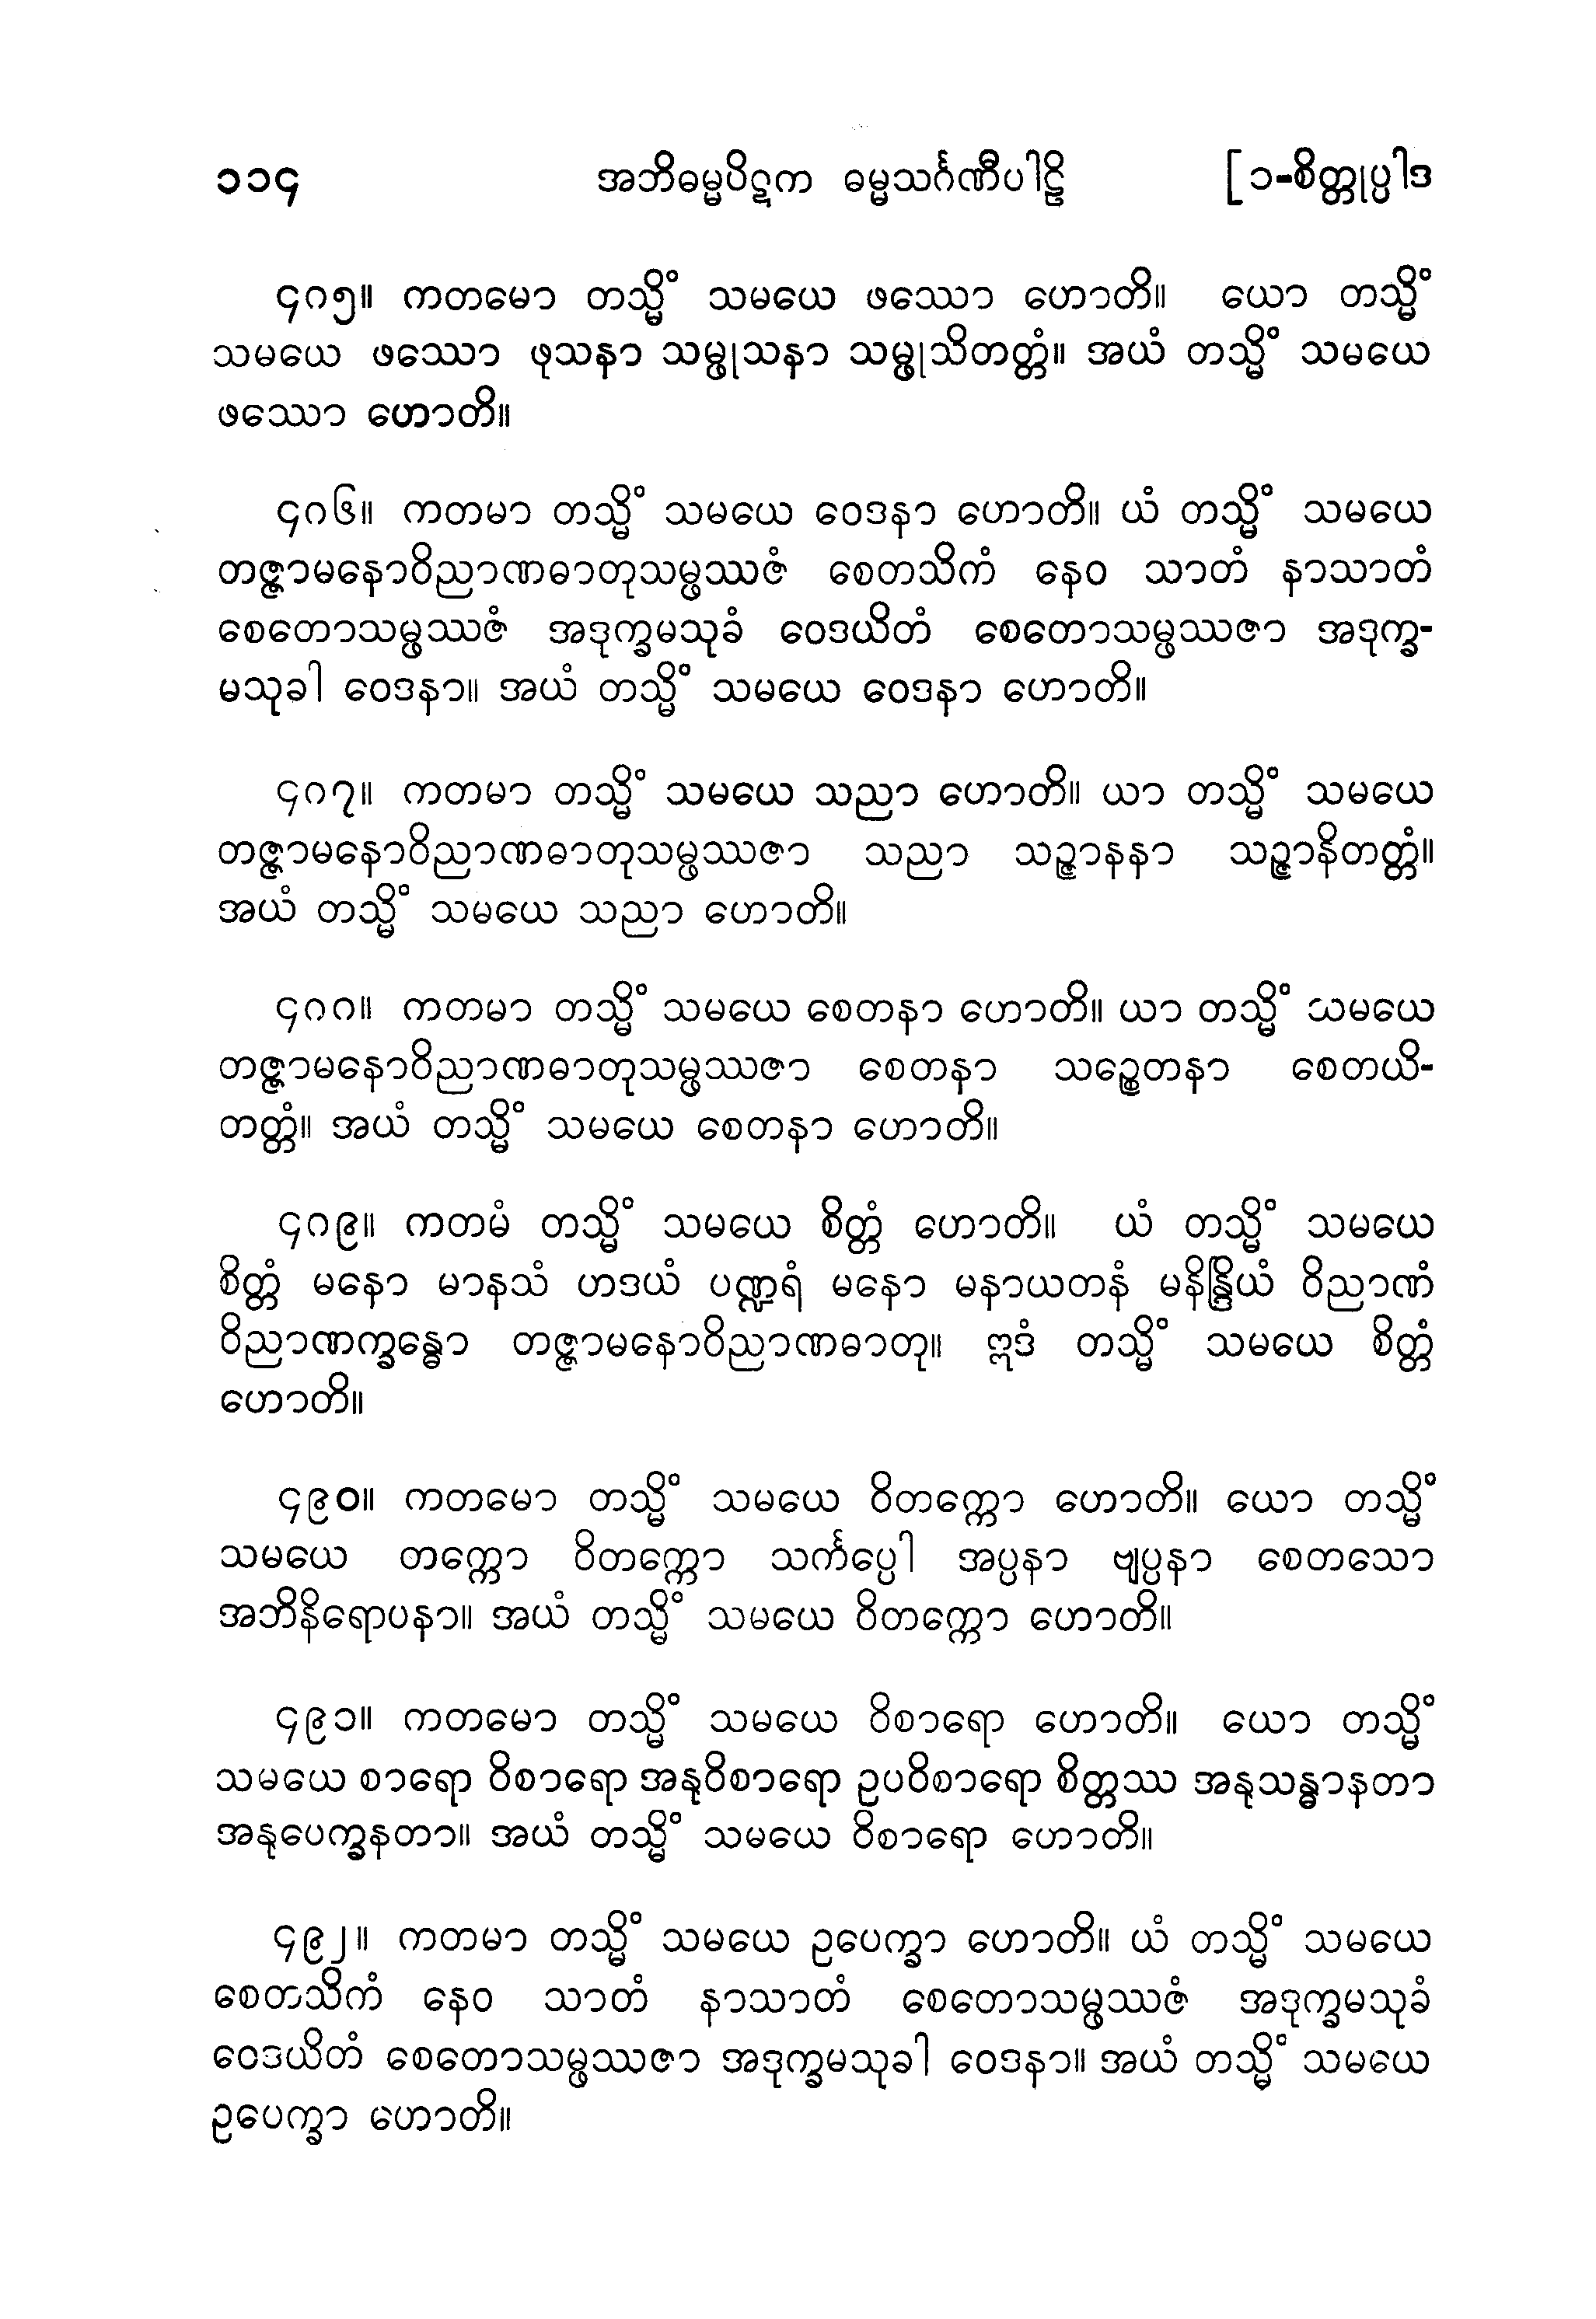 ၁၁၄ အဘိဓမ္မပိဋက ဓမ္မသင်္ဂဏီပါဠိ [၁-စိတ္တုပ္ပါဒ
၄၈၅။ ကတမော တသ္မိံ သမယေ ဖဿော ဟောတိ။ ယော တသ္မိံ
သမယေ ဖဿော ဖုသနာ သမ္ဖုသနာ သမ္ဖုသိတတ္တံ။ အယံ တသ္မိံ သမယေ
ဖဿော ဟောတိ။
၄၈၆။ ကတမာ တသ္မိံ သမယေ ဝေဒနာ ဟောတိ။ ယံ တသ္မိံ သမယေ
တဇ္ဇာမနောဝိညာဏဓာတုသမ္ဖဿဇံ စေတသိကံ နေဝ သာတံ နာသာတံ
စေတောသမ္ဖဿဇံ အဒုက္ခမသုခံ ဝေဒယိတံ စေတောသမ္ဖဿဇာ အဒုက္ခ-
မသုခါ ဝေဒနာ။ အယံ တသ္မိံ သမယေ ဝေဒနာ ဟောတိ။
၄၈၇။ ကတမာ တသ္မိံ သမယေ သညာ ဟောတိ။ ယာ တသ္မိံ သမယေ
တဇ္ဇာမနောဝိညာဏဓာတုသမ္ဖဿဇာ သညာ သဉ္ဇာနနာ သဉ္ဇာနိတတ္တံ။
အယံ တသ္မိံ သမယေ သညာ ဟောတိ။
၄၈၈။ ကတမာ တသ္မိံ သမယေ စေတနာ ဟောတိ။ ယာ တသ္မိံ သမယေ
တဇ္ဇာမနောဝိညာဏဓာတုသမ္ဖဿဇာ စေတနာ သဉ္စေတနာ စေတယိ-
တတ္တံ။ အယံ တသ္မိံ သမယေ စေတနာ ဟောတိ။
၄၈၉။ ကတမံ တသ္မိံ သမယေ စိတ္တံ ဟောတိ။ ယံ တသ္မိံ သမယေ
စိတ္တံ မနော မာနသံ ဟဒယံ ပဏ္ဍရံ မနော မနာယတနံ မနိန္ဒြိယံ ဝိညာဏံ
ဝိညာဏက္ခန္ဓော တဇ္ဇာမနောဝိညာဏဓာတု။ ဣဒံ တသ္မိံ သမယေ စိတ္တံ
ဟောတိ။
၄၉၀။ ကတမော တသ္မိံ သမယေ ဝိတက္ကော ဟောတိ။ ယော တသ္မိံ
သမယေ တက္ကော ဝိတက္ကော သင်္ကပ္ပေါ အပ္ပနာ ဗျပ္ပနာ စေတသော
အဘိနိရောပနာ။ အယံ တသ္မိံ သမယေ ဝိတက္ကော ဟောတိ။
၄၉၁။ ကတမော တသ္မိံ သမယေ ဝိစာရော ဟောတိ။ ယော တသ္မိံ
သမယေ စာရော ဝိစာရော အနုဝိစာရော ဥပဝိစာရော စိတ္တဿ အနုသန္ဓာနတာ
အနုပေက္ခနတာ။ အယံ တသ္မိံ သမယေ ဝိစာရော ဟောတိ။
၄၉၂။ ကတမာ တသ္မိံ သမယေ ဥပေက္ခာ ဟောတိ။ ယံ တသ္မိံ သမယေ
စေတသိကံ နေဝ သာတံ နာသာတံ စေတောသမ္ဖဿဇံ အဒုက္ခမသုခံ
ဝေဒယိတံ စေတောသမ္ဖဿဇာ အဒုက္ခမသုခါ ဝေဒနာ။ အယံ တသ္မိံ သမယေ
ဥပေက္ခာ ဟောတိ။